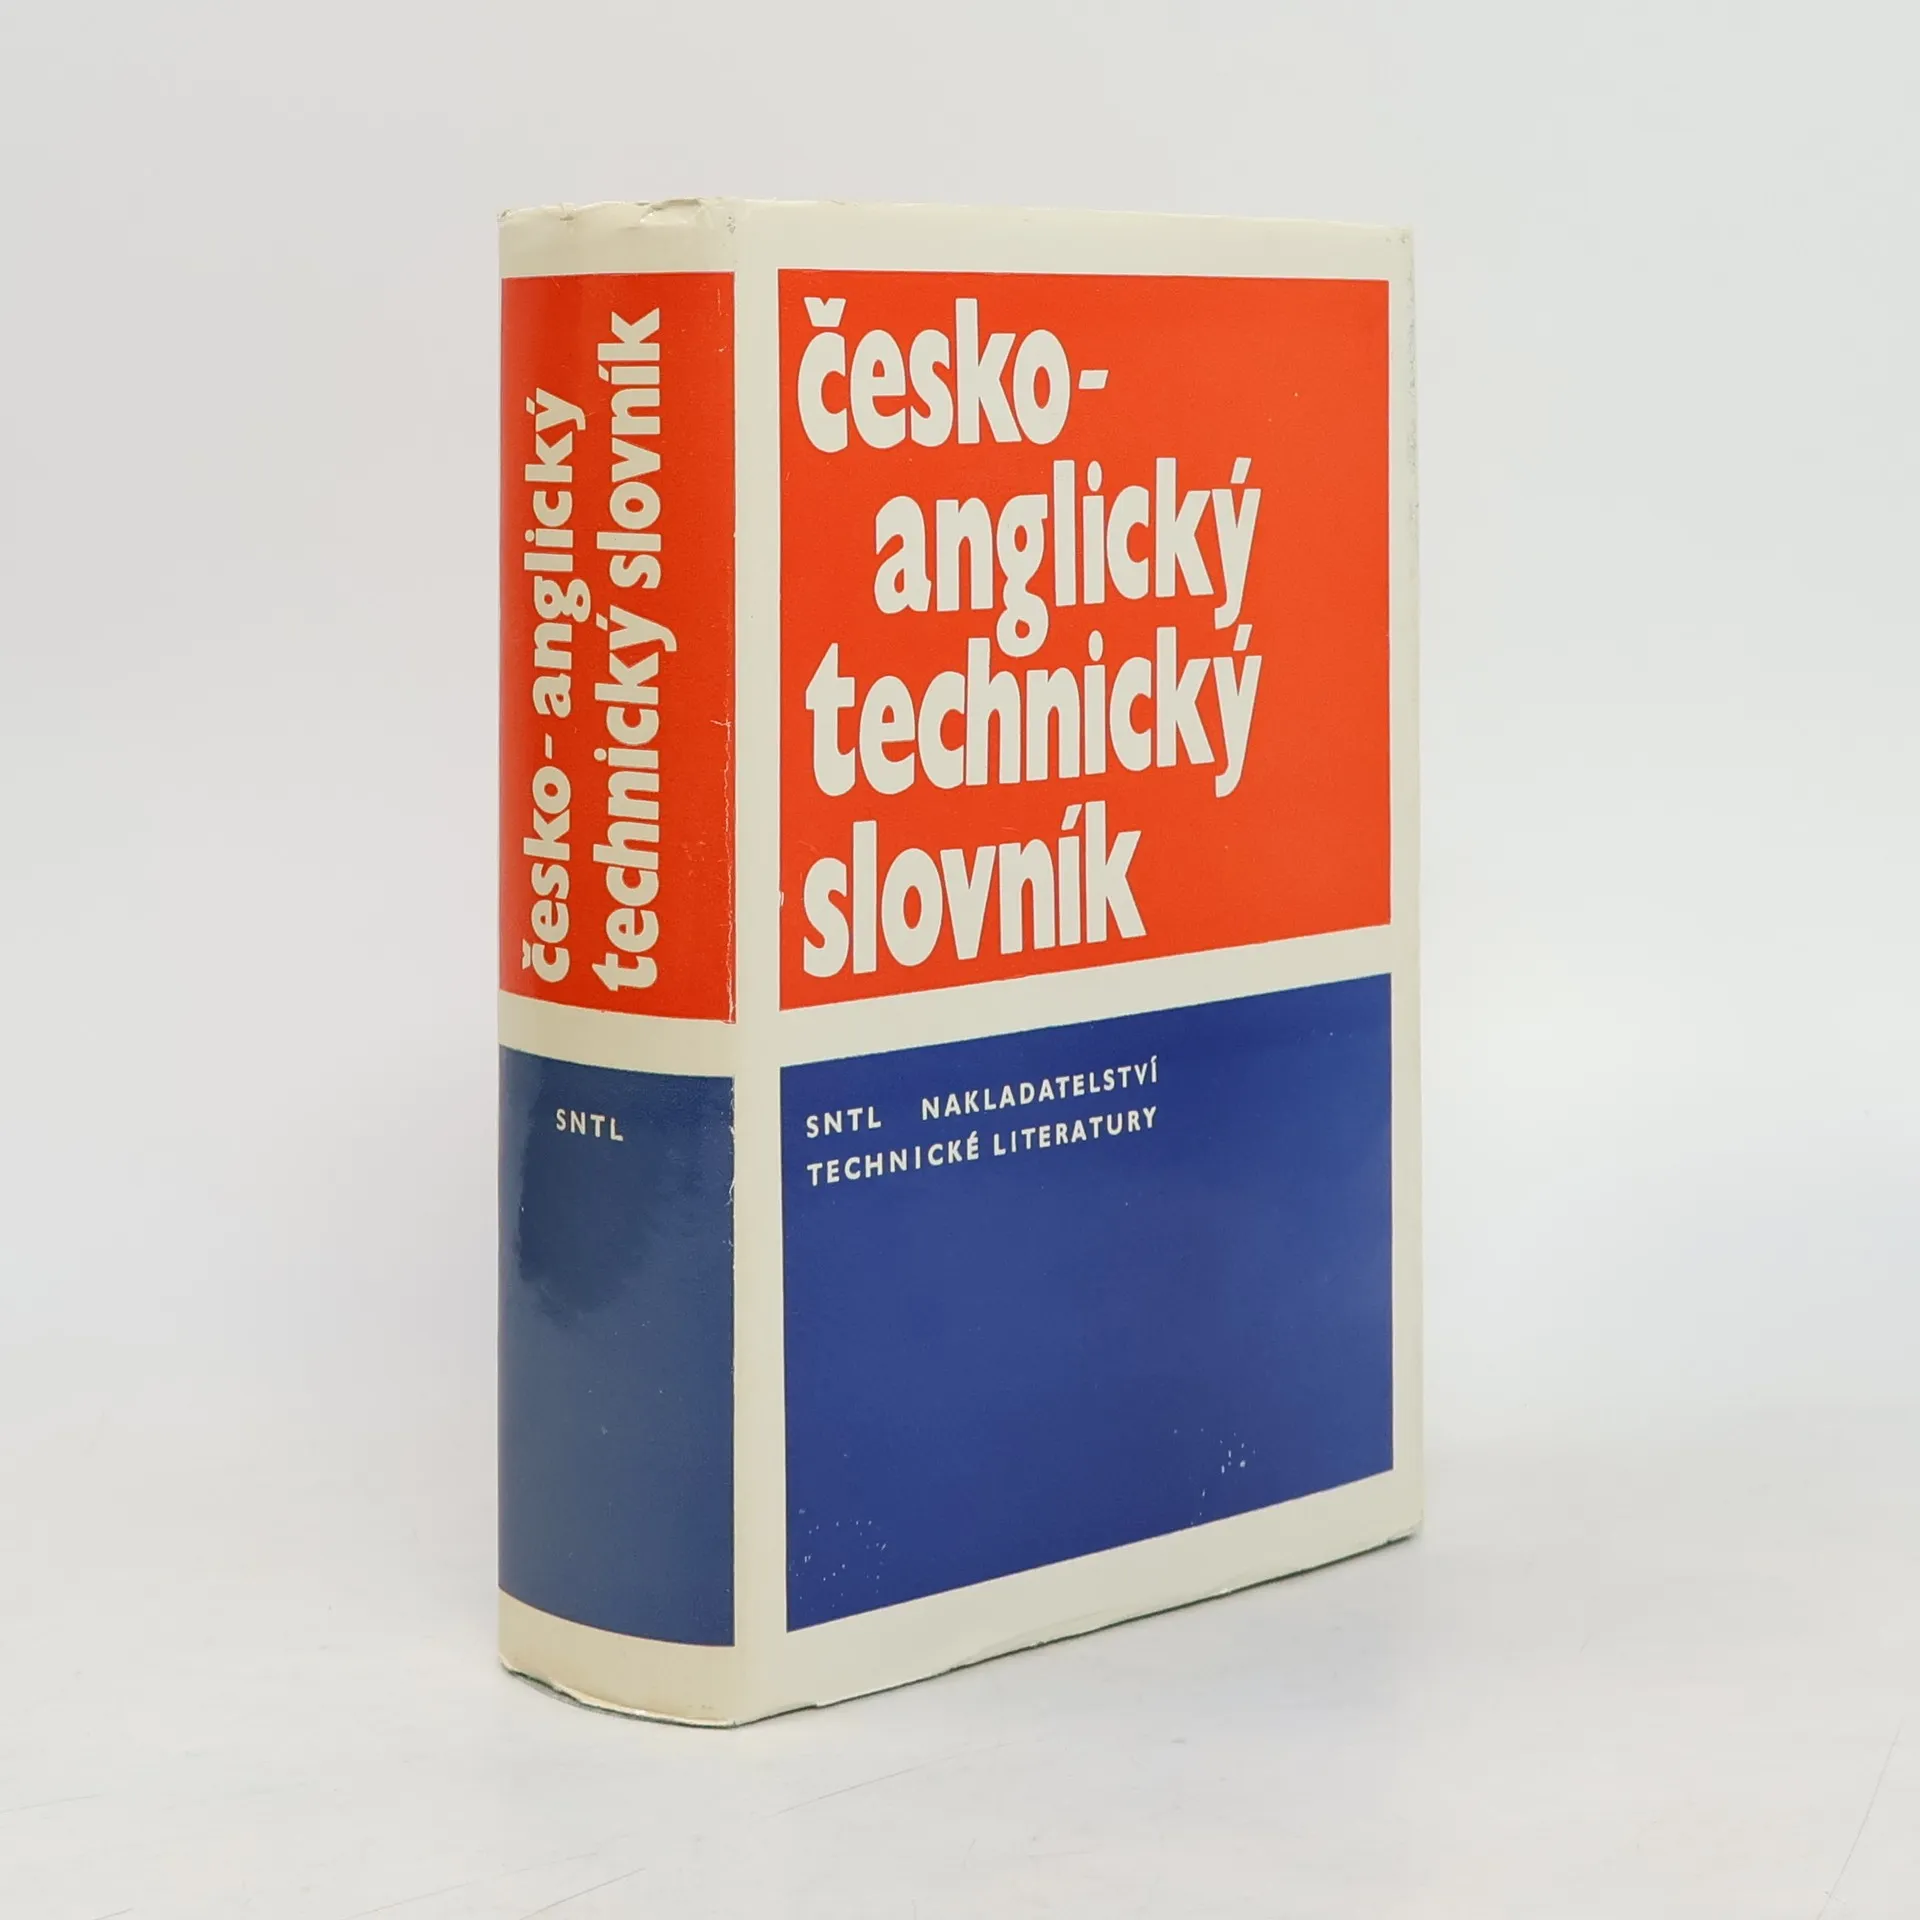 česko- anglický
technický slovník
SNTL
česko-
anglický
technický
slovník
SNTL NAKLADATELSTVÍ
TECHNICKÉ LITERATURY